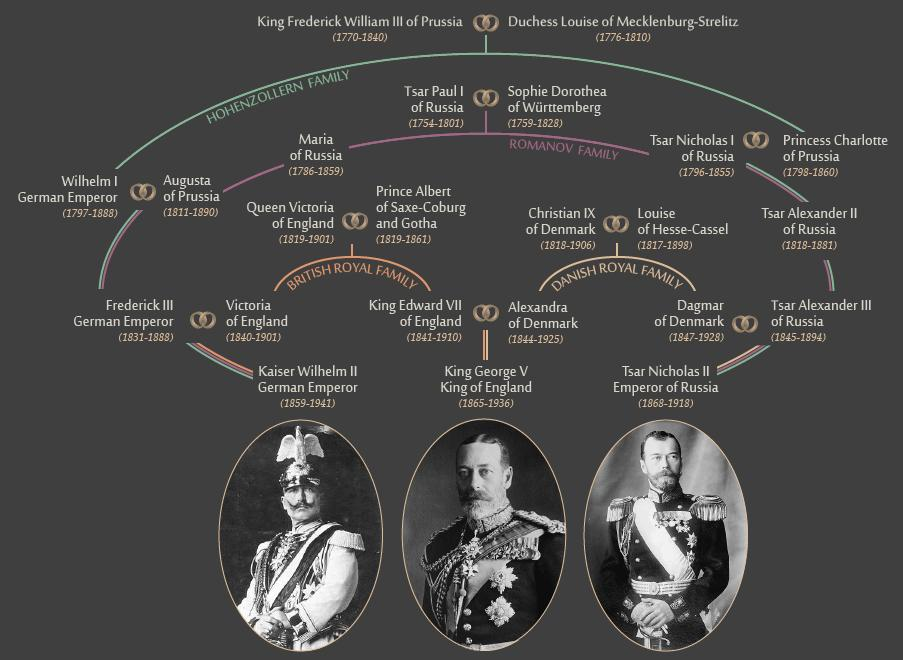 King Frederick William III of Prussia
(1770-1840)
Duchess Louise of Mecklenburg-Strelitz
(1776-1810)
HOHENZOLLERN FAMILY
Tsar Paul I
of Russia
(1754-1801)
Sophie Dorothea
of Württemberg
(1759-1828)
ROMANOV FAMILY
Maria
of Russia
(1786-1859)
Tsar Nicholas I
of Russia
(1796-1855)
Princess Charlotte
of Prussia
(1798-1860)
Wilhelm I
German Emperor
(1797-1888)
Augusta
of Prussia
(1811-1890)
Queen Victoria
of England
(1819-1901)
Prince Albert
of Saxe-Coburg
and Gotha
(1819-1861)
Christian IX
of Denmark
(1818-1906)
Louise
of Hesse-Cassel
(1817-1898)
Tsar Alexander II
of Russia
(1818-1881)
BRITISH ROYAL FAMILY
DANISH ROYAL FAMILY
Frederick III
German Emperor
(1831-1888)
Victoria
of England
(1840-1901)
King Edward VII
of England
(1841-1910)
Alexandra
of Denmark
(1844-1925)
Dagmar
of Denmark
(1847-1928)
Tsar Alexander III
of Russia
(1845-1894)
Kaiser Wilhelm II
German Emperor
(1859-1941)
King George V
King of England
(1865-1936)
Tsar Nicholas II
Emperor of Russia
(1868-1918)